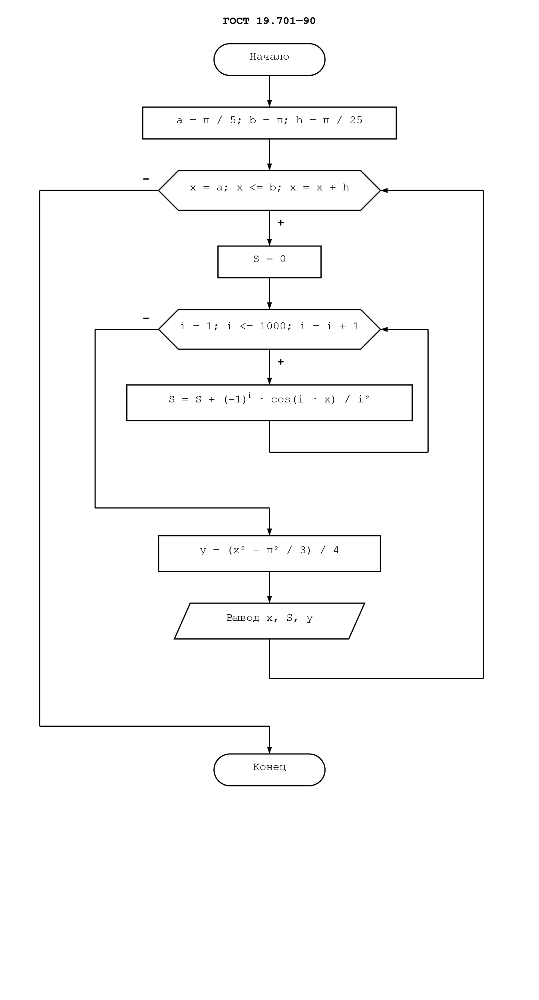 ГОСТ 19.701—90
Начало
a = π / 5; b = π; h = π / 25
–
x = a; x <= b; x = x + h
+
S = 0
–
i = 1; i <= 1000; i = i + 1
+
S = S + (−1)ⁱ · cos(i · x) / i²
y = (x² − π² / 3) / 4
Вывод x, S, y
Конец